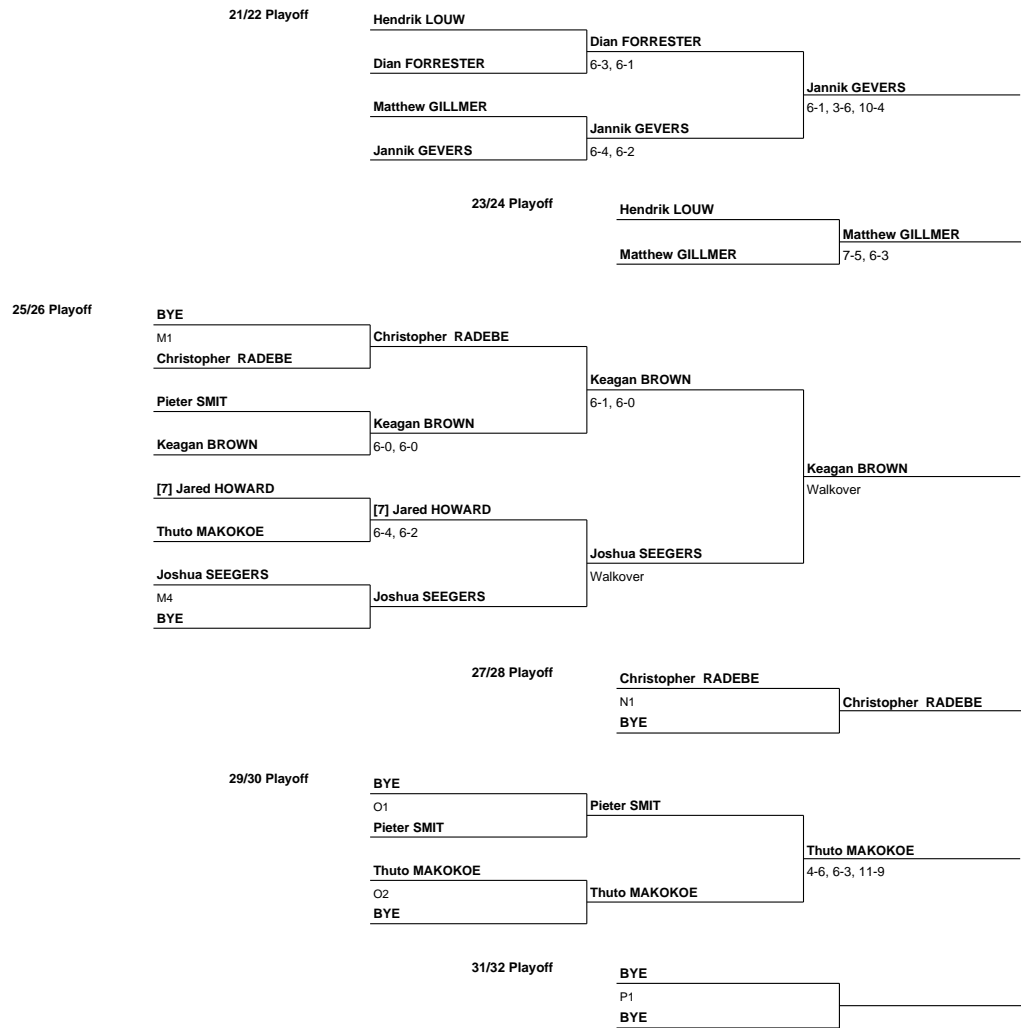 21/22 Playoff
Hendrik LOUW
Dian FORRESTER
Dian FORRESTER
6-3, 6-1
Jannik GEVERS
6-1, 3-6, 10-4
Matthew GILLMER
Jannik GEVERS
Jannik GEVERS
6-4, 6-2
23/24 Playoff
Hendrik LOUW
Matthew GILLMER
Matthew GILLMER
7-5, 6-3
25/26 Playoff
BYE
M1
Christopher RADEBE
Christopher RADEBE
Keagan BROWN
6-1, 6-0
Pieter SMIT
Keagan BROWN
Keagan BROWN
6-0, 6-0
Keagan BROWN
Walkover
[7] Jared HOWARD
[7] Jared HOWARD
Thuto MAKOKOE
6-4, 6-2
Joshua SEEGERS
Walkover
Joshua SEEGERS
M4
Joshua SEEGERS
BYE
27/28 Playoff
Christopher RADEBE
N1
Christopher RADEBE
BYE
29/30 Playoff
BYE
O1
Pieter SMIT
Pieter SMIT
Thuto MAKOKOE
4-6, 6-3, 11-9
Thuto MAKOKOE
O2
Thuto MAKOKOE
BYE
31/32 Playoff
BYE
P1
BYE